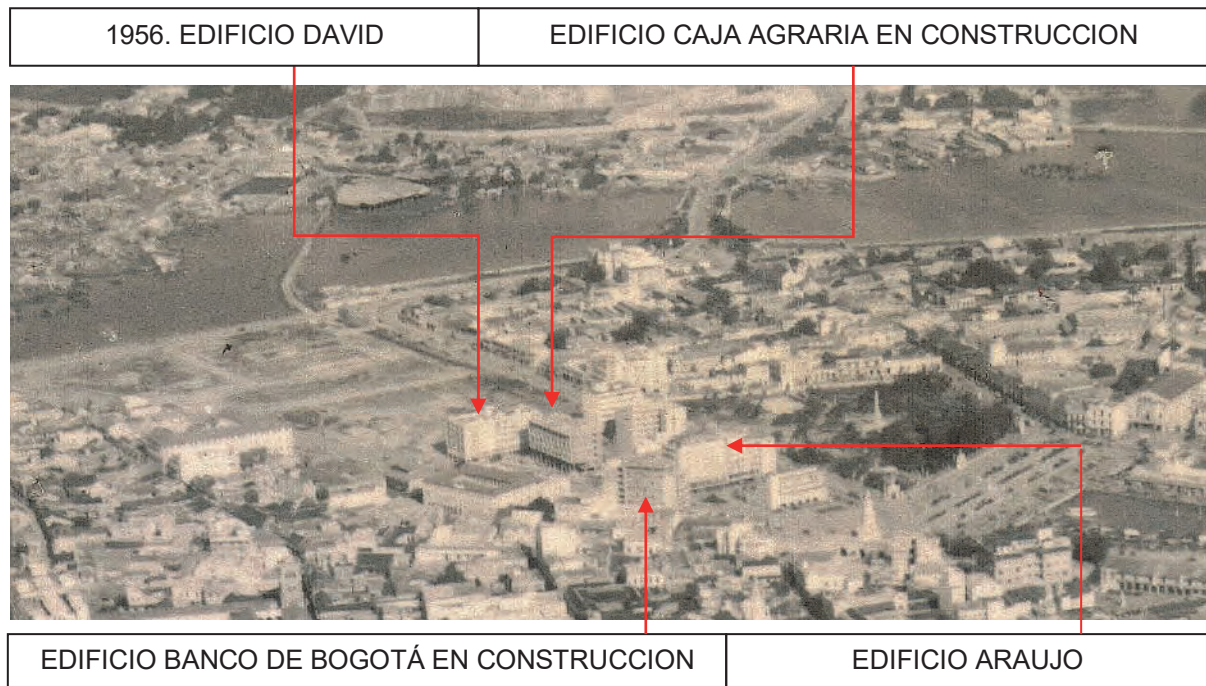 1956. EDIFICIO DAVID
EDIFICIO CAJA AGRARIA EN CONSTRUCCION
EDIFICIO BANCO DE BOGOTÁ EN CONSTRUCCION
EDIFICIO ARAUJO